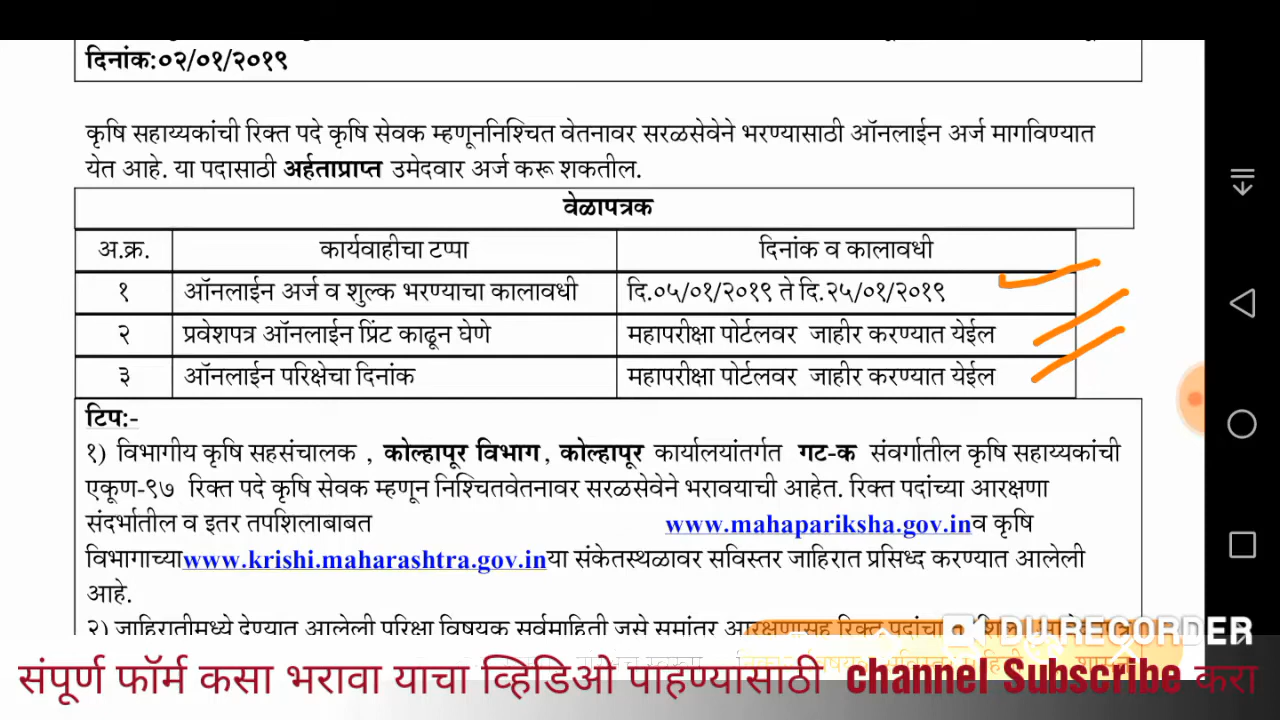 दिनांक:०२/०१/२०१९
कृषि सहाय्यकांची रिक्त पदे कृषि सेवक म्हणूननिश्चित वेतनावर सरळसेवेने भरण्यासाठी ऑनलाईन अर्ज मागविण्यात
येत आहे. या पदासाठी अर्हताप्राप्त उमेदवार अर्ज करू शकतील.
वेळापत्रक
अ.क्र. कार्यवाहीचा टप्पा दिनांक व कालावधी
१ ऑनलाईन अर्ज व शुल्क भरण्याचा कालावधी दि.०५/०१/२०१९ ते दि.२५/०१/२०१९
२ प्रवेशपत्र ऑनलाईन प्रिंट काढून घेणे महापरीक्षा पोर्टलवर जाहीर करण्यात येईल
३ ऑनलाईन परिक्षेचा दिनांक महापरीक्षा पोर्टलवर जाहीर करण्यात येईल
टिप:-
१) विभागीय कृषि सहसंचालक , कोल्हापूर विभाग, कोल्हापूर कार्यालयांतर्गत गट-क संवर्गातील कृषि सहाय्यकांची
एकूण-९७ रिक्त पदे कृषि सेवक म्हणून निश्चितवेतनावर सरळसेवेने भरावयाची आहेत. रिक्त पदांच्या आरक्षणा
संदर्भातील व इतर तपशिलाबाबत www.mahapariksha.gov.inव कृषि
विभागाच्याwww.krishi.maharashtra.gov.inया संकेतस्थळावर सविस्तर जाहिरात प्रसिध्द करण्यात आलेली
आहे.
२) जाहिरातीमध्ये देण्यात आलेली परिक्षा विषयक सर्वमाहिती जसे समांतर आरक्षणासह रिक्त
DU RECORDER
संपूर्ण फॉर्म कसा भरावा याचा व्हिडिओ पाहण्यासाठी channel Subscribe करा